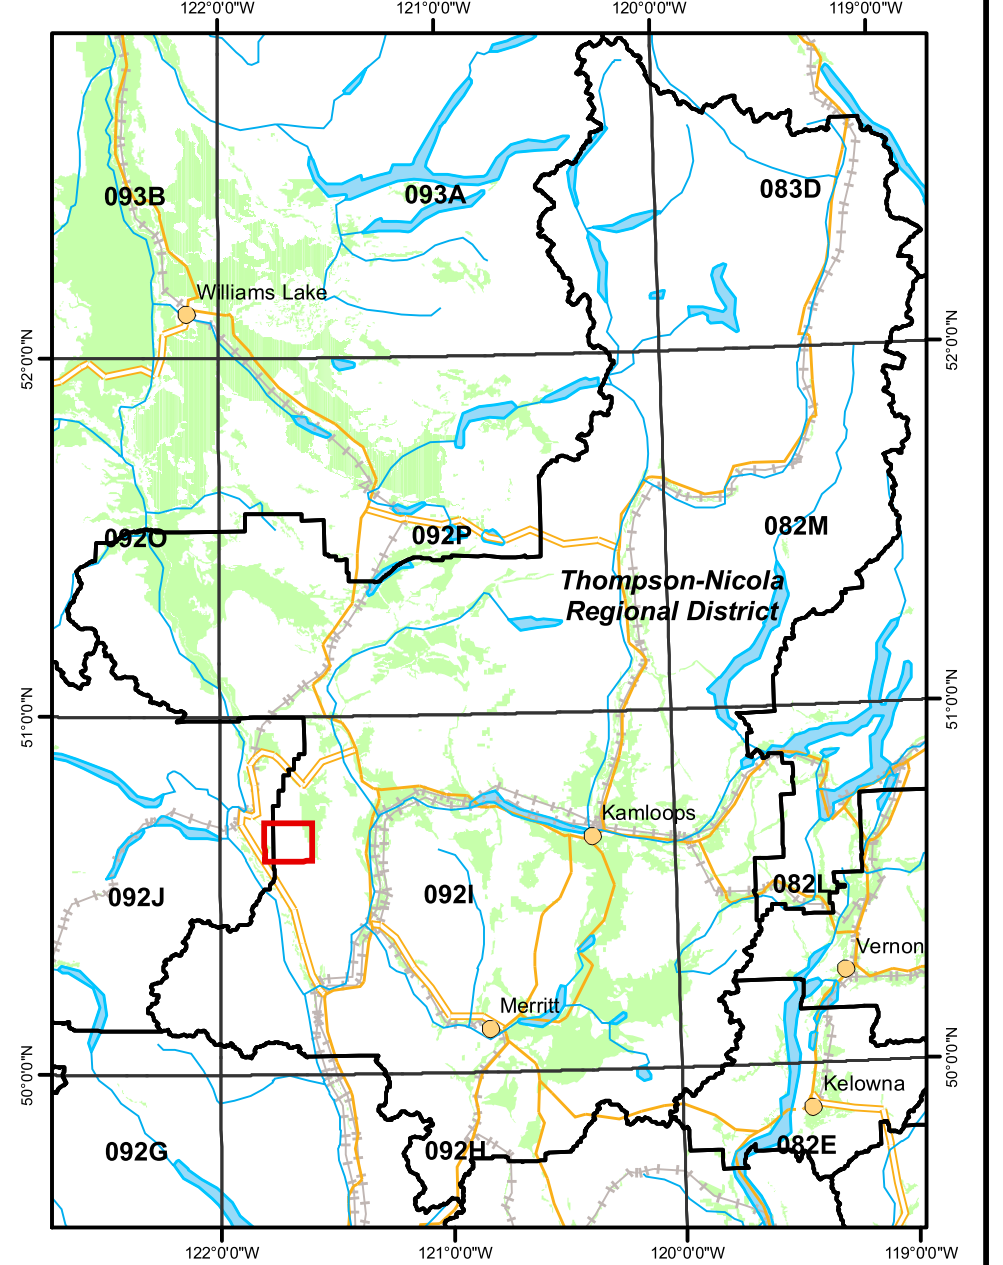 122°0'0"W
121°0'0"W
120°0'0"W
119°0'0"W
093B
093A
083D
Williams Lake
52°0'0"N
52°0'0"N
092O
092P
082M
Thompson-Nicola
Regional District
51°0'0"N
51°0'0"N
Kamloops
092J
092I
082L
Vernon
Merritt
50°0'0"N
50°0'0"N
Kelowna
092G
092H
082E
122°0'0"W
121°0'0"W
120°0'0"W
119°0'0"W